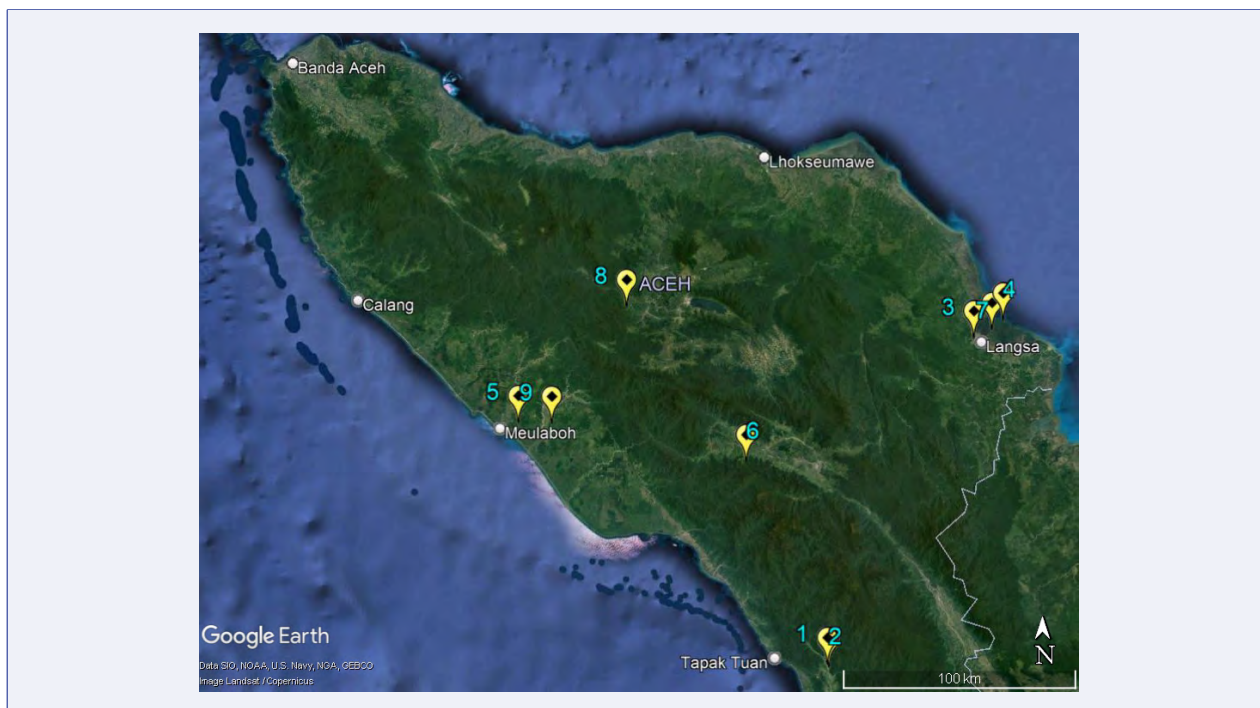 Banda Aceh
Lhokseumawe
8 ACEH
Calang
3 7 4
Langsa
5 9
Meulaboh
6
1 2
Tapak Tuan
N
100 km
Google Earth
Data SIO, NOAA, U.S. Navy, NGA, GEBCO
Image Landsat / Copernicus